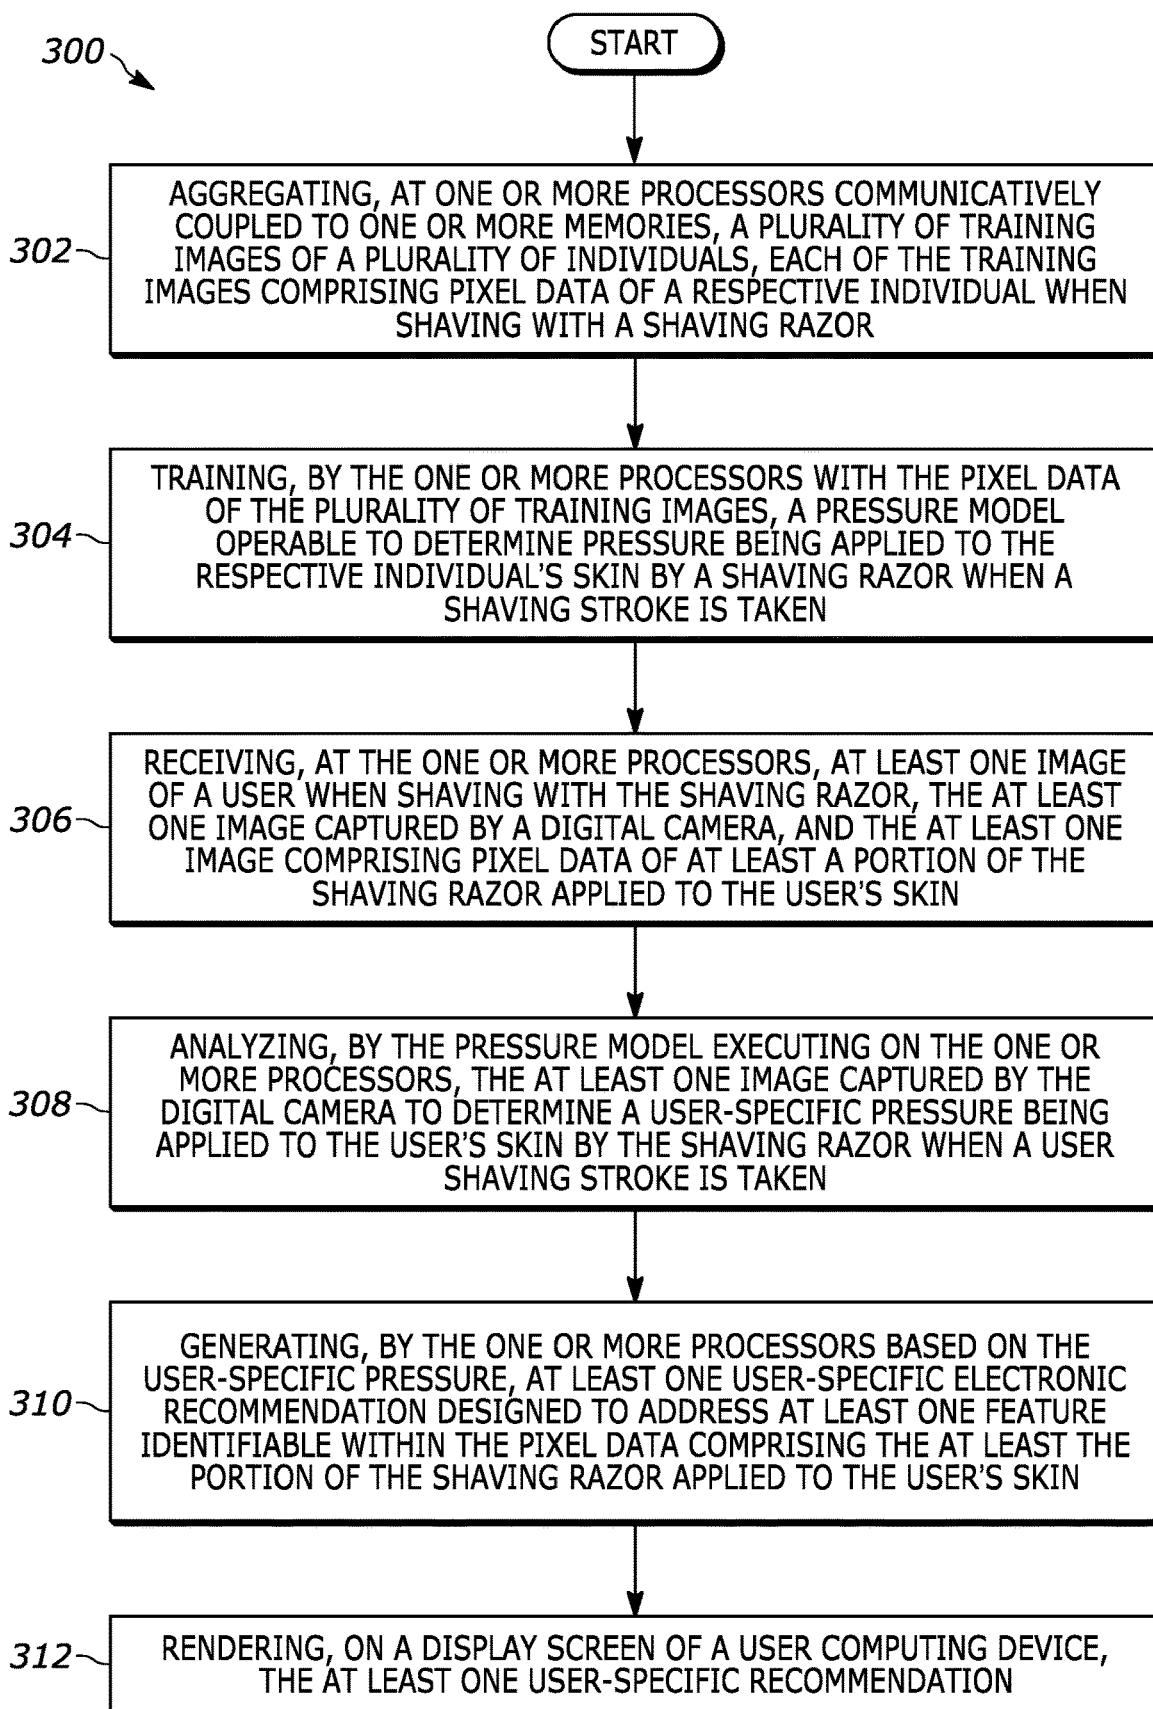 300
START
302
AGGREGATING, AT ONE OR MORE PROCESSORS COMMUNICATIVELY
COUPLED TO ONE OR MORE MEMORIES, A PLURALITY OF TRAINING
IMAGES OF A PLURALITY OF INDIVIDUALS, EACH OF THE TRAINING
IMAGES COMPRISING PIXEL DATA OF A RESPECTIVE INDIVIDUAL WHEN
SHAVING WITH A SHAVING RAZOR
304
TRAINING, BY THE ONE OR MORE PROCESSORS WITH THE PIXEL DATA
OF THE PLURALITY OF TRAINING IMAGES, A PRESSURE MODEL
OPERABLE TO DETERMINE PRESSURE BEING APPLIED TO THE
RESPECTIVE INDIVIDUAL'S SKIN BY A SHAVING RAZOR WHEN A
SHAVING STROKE IS TAKEN
306
RECEIVING, AT THE ONE OR MORE PROCESSORS, AT LEAST ONE IMAGE
OF A USER WHEN SHAVING WITH THE SHAVING RAZOR, THE AT LEAST
ONE IMAGE CAPTURED BY A DIGITAL CAMERA, AND THE AT LEAST ONE
IMAGE COMPRISING PIXEL DATA OF AT LEAST A PORTION OF THE
SHAVING RAZOR APPLIED TO THE USER'S SKIN
308
ANALYZING, BY THE PRESSURE MODEL EXECUTING ON THE ONE OR
MORE PROCESSORS, THE AT LEAST ONE IMAGE CAPTURED BY THE
DIGITAL CAMERA TO DETERMINE A USER-SPECIFIC PRESSURE BEING
APPLIED TO THE USER'S SKIN BY THE SHAVING RAZOR WHEN A USER
SHAVING STROKE IS TAKEN
310
GENERATING, BY THE ONE OR MORE PROCESSORS BASED ON THE
USER-SPECIFIC PRESSURE, AT LEAST ONE USER-SPECIFIC ELECTRONIC
RECOMMENDATION DESIGNED TO ADDRESS AT LEAST ONE FEATURE
IDENTIFIABLE WITHIN THE PIXEL DATA COMPRISING THE AT LEAST THE
PORTION OF THE SHAVING RAZOR APPLIED TO THE USER'S SKIN
312
RENDERING, ON A DISPLAY SCREEN OF A USER COMPUTING DEVICE,
THE AT LEAST ONE USER-SPECIFIC RECOMMENDATION